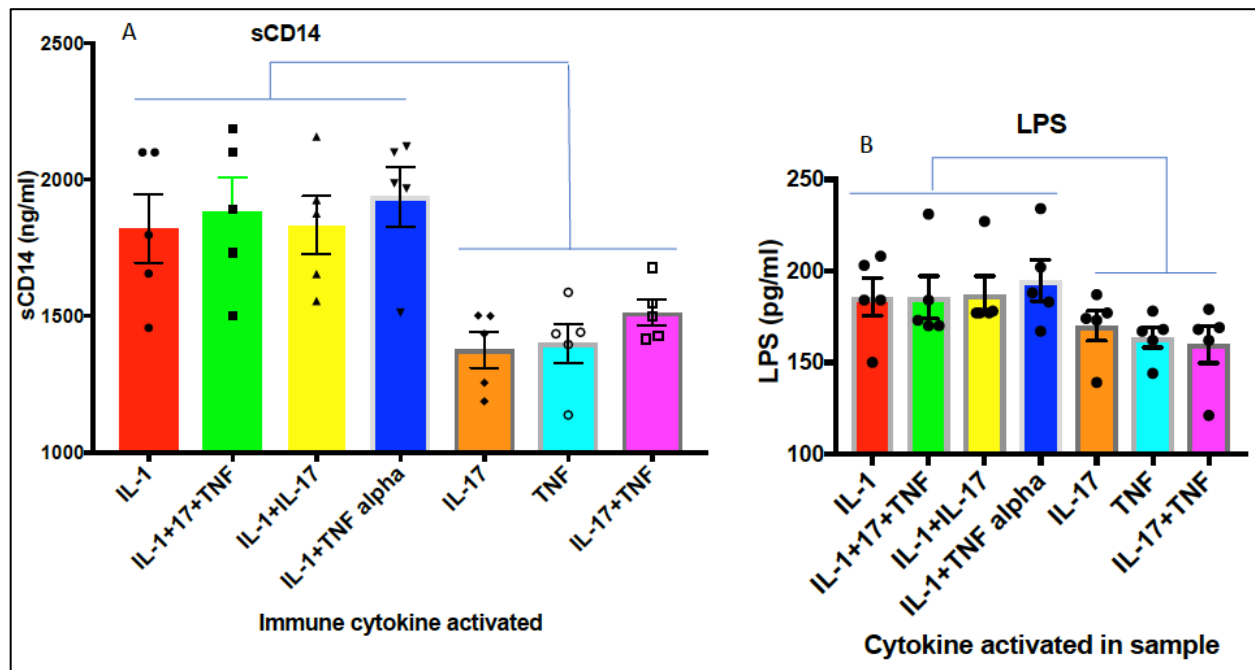 A
sCD14
2500
2000
1500
1000
sCD14 (ng/ml)
IL-1
IL-1+17+TNF
IL-1+IL-17
IL-1+TNF alpha
IL-17
TNF
IL-17+TNF
Immune cytokine activated
LPS
B
250
200
150
100
LPS (pg/ml)
IL-1
IL-1+17+TNF
IL-1+IL-17
IL-1+TNF alpha
IL-17
TNF
IL-17+TNF
Cytokine activated in sample